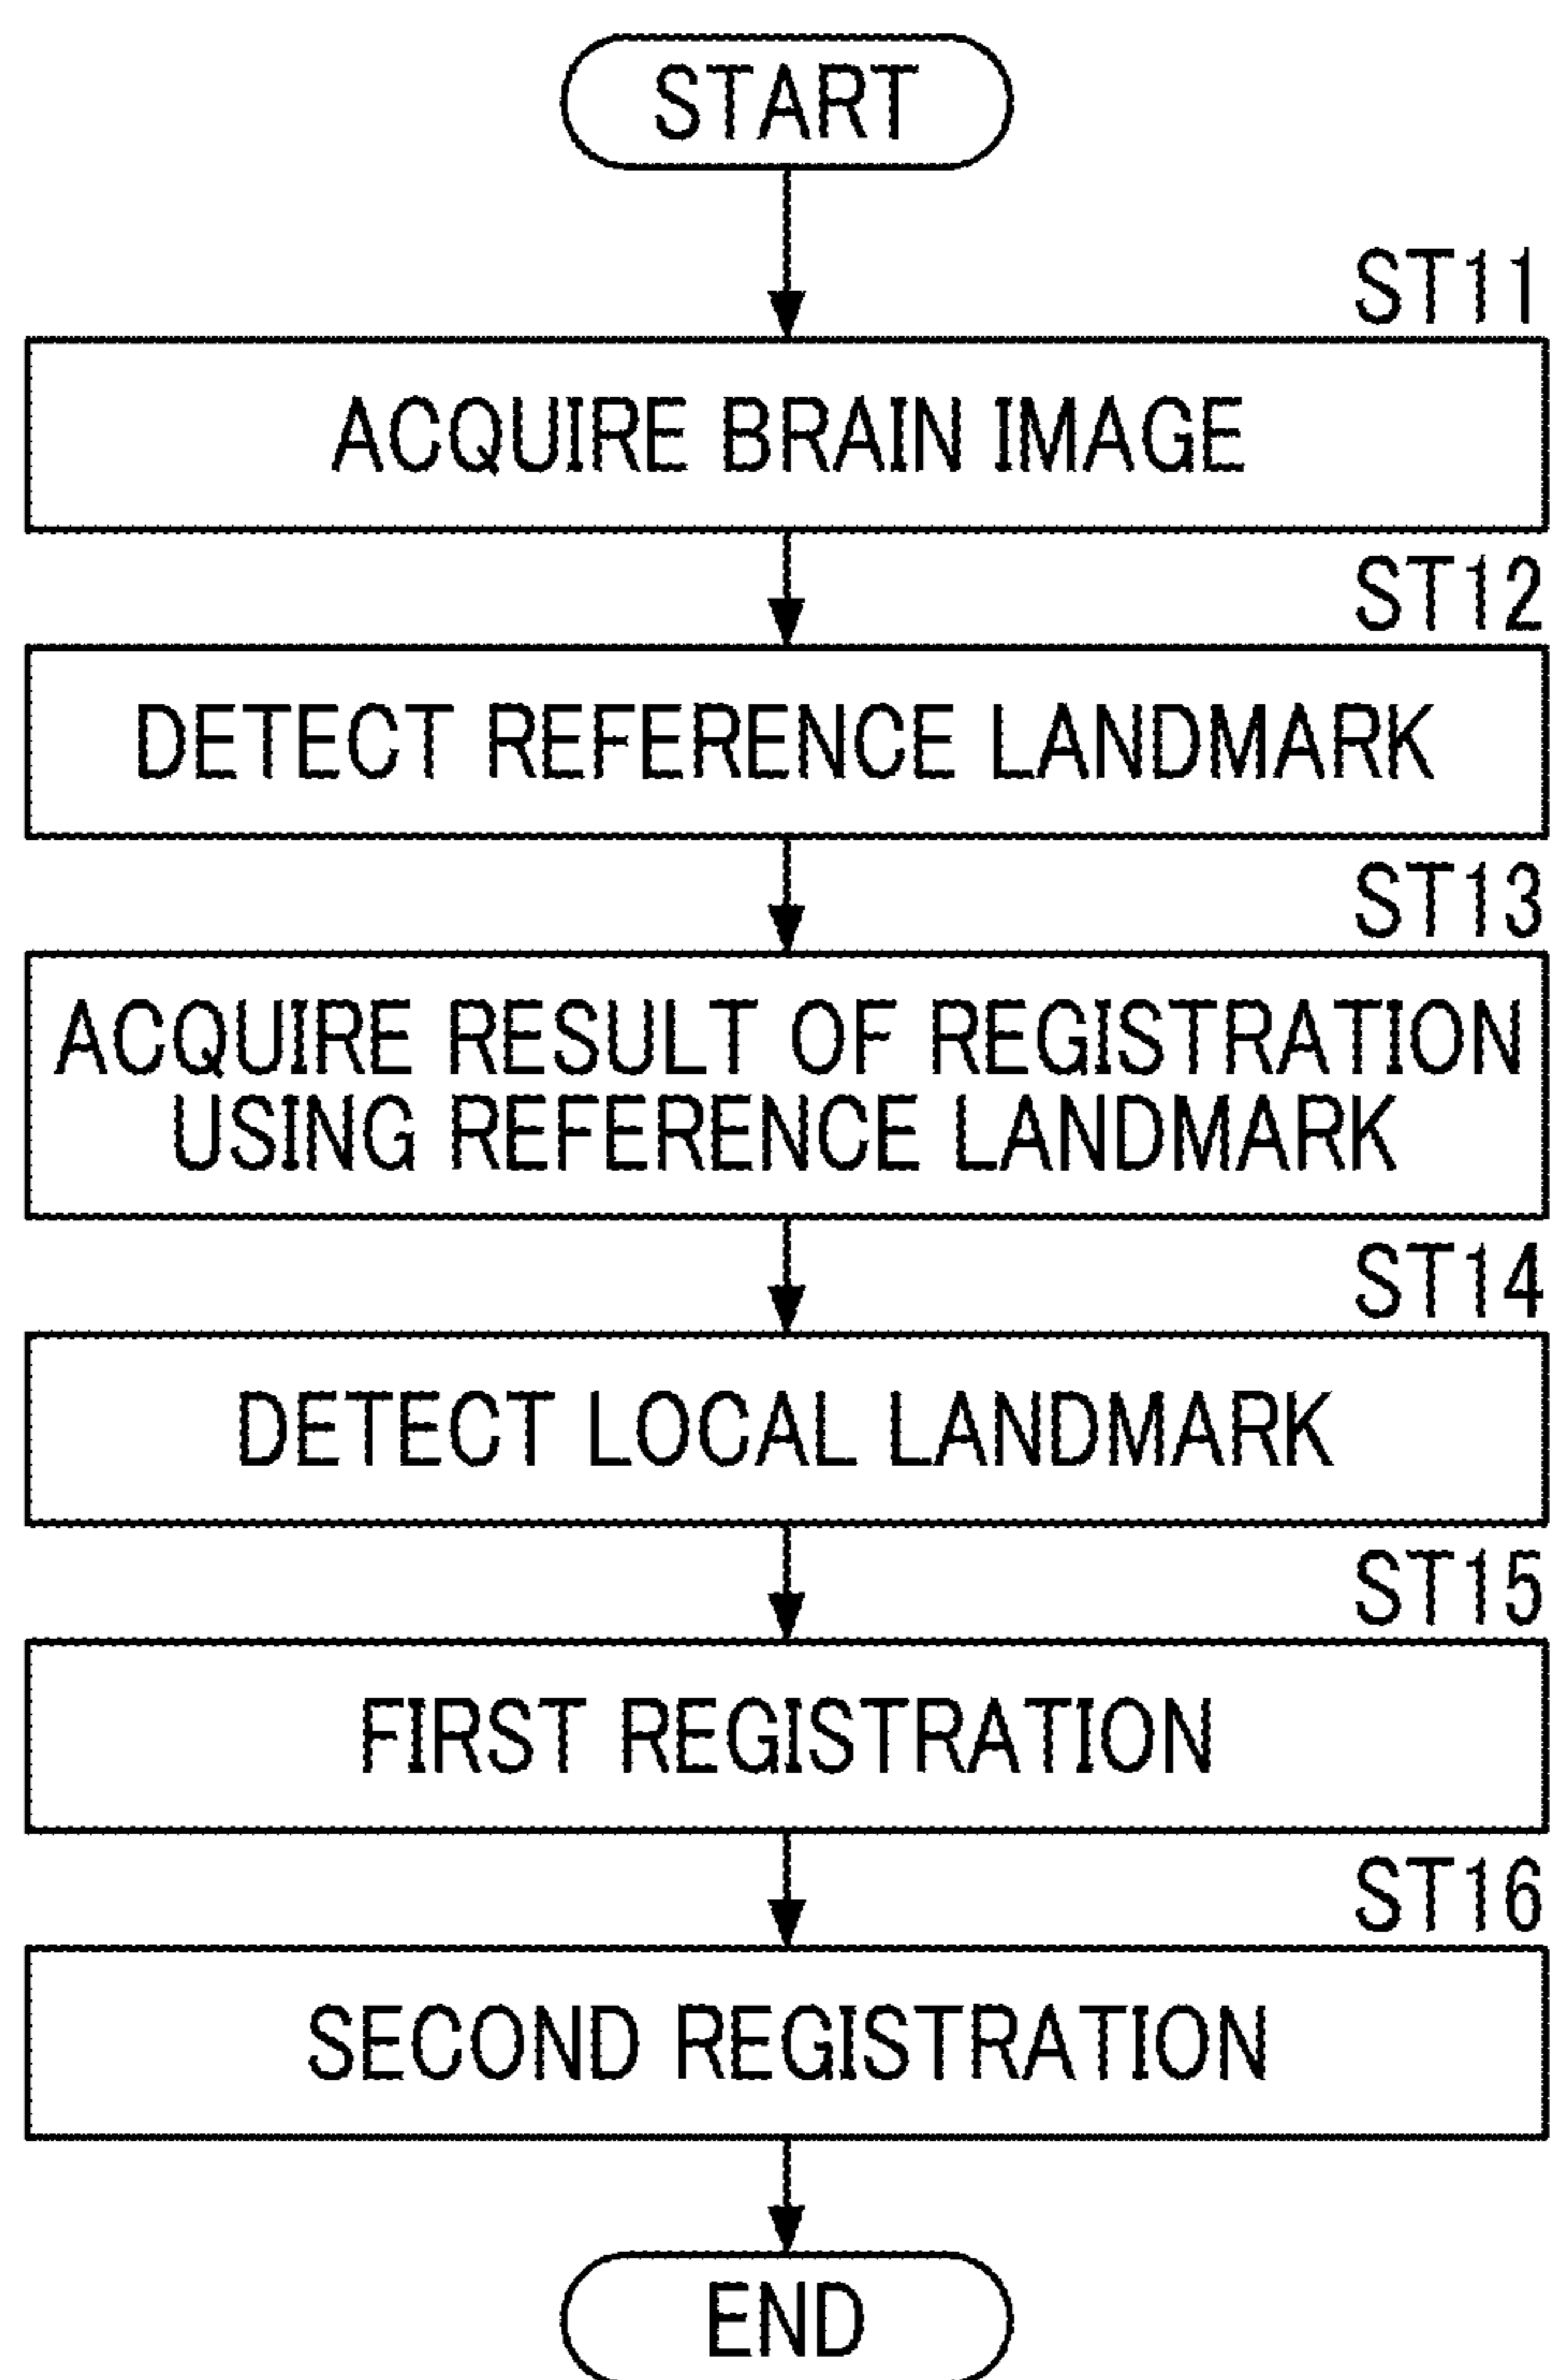 START
ST11
ACQUIRE BRAIN IMAGE
ST12
DETECT REFERENCE LANDMARK
ST13
ACQUIRE RESULT OF REGISTRATION
USING REFERENCE LANDMARK
ST14
DETECT LOCAL LANDMARK
ST15
FIRST REGISTRATION
ST16
SECOND REGISTRATION
END